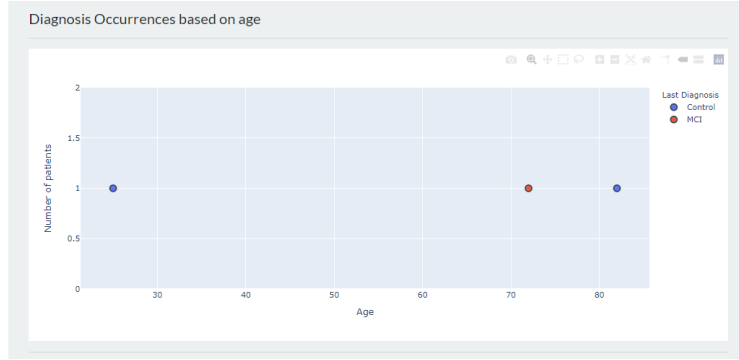 Diagnosis Occurrences based on age
2
1.5
1
0.5
0
Number of patients
30 40 50 60 70 80
Age
Last Diagnosis
Control
MCI